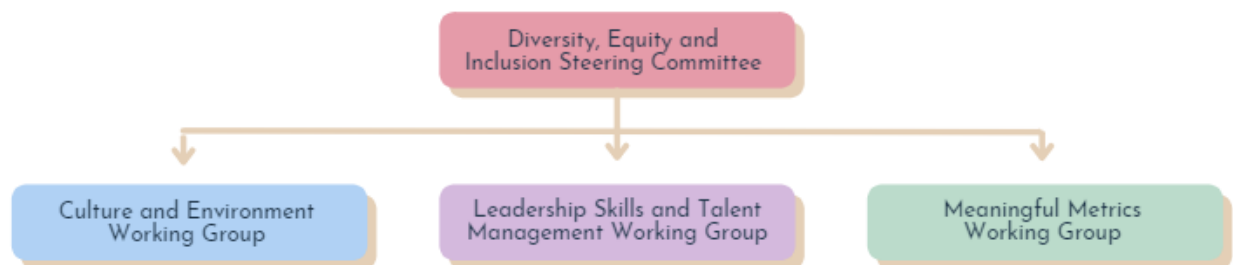 Diversity, Equity and
Inclusion Steering Committee
Culture and Environment
Working Group
Leadership Skills and Talent
Management Working Group
Meaningful Metrics
Working Group